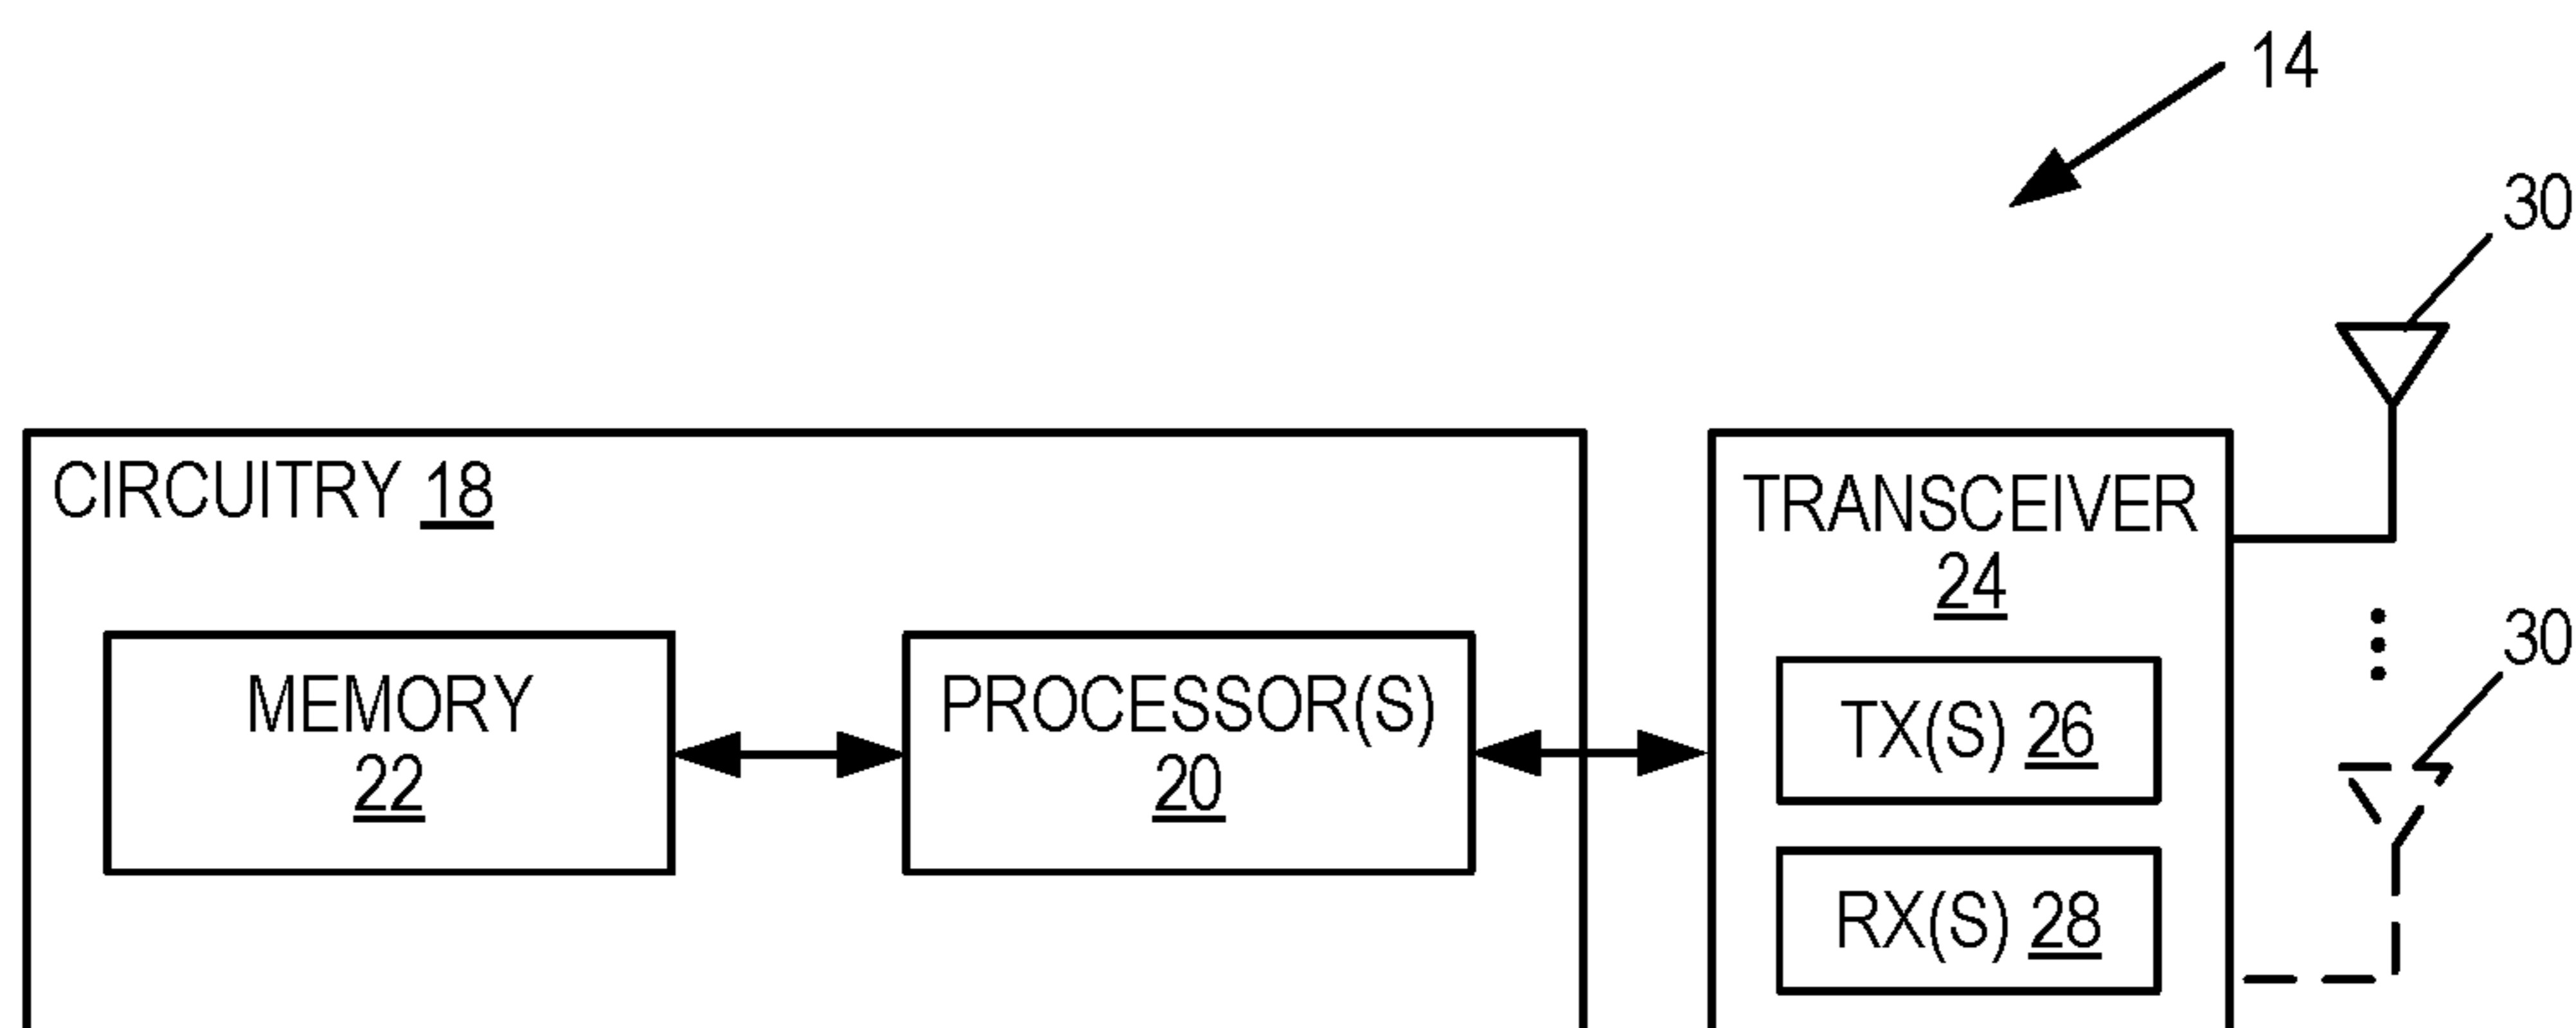 14
30
CIRCUITRY 18
TRANSCEIVER
24
30
MEMORY
22
PROCESSOR(S)
20
TX(S) 26
RX(S) 28